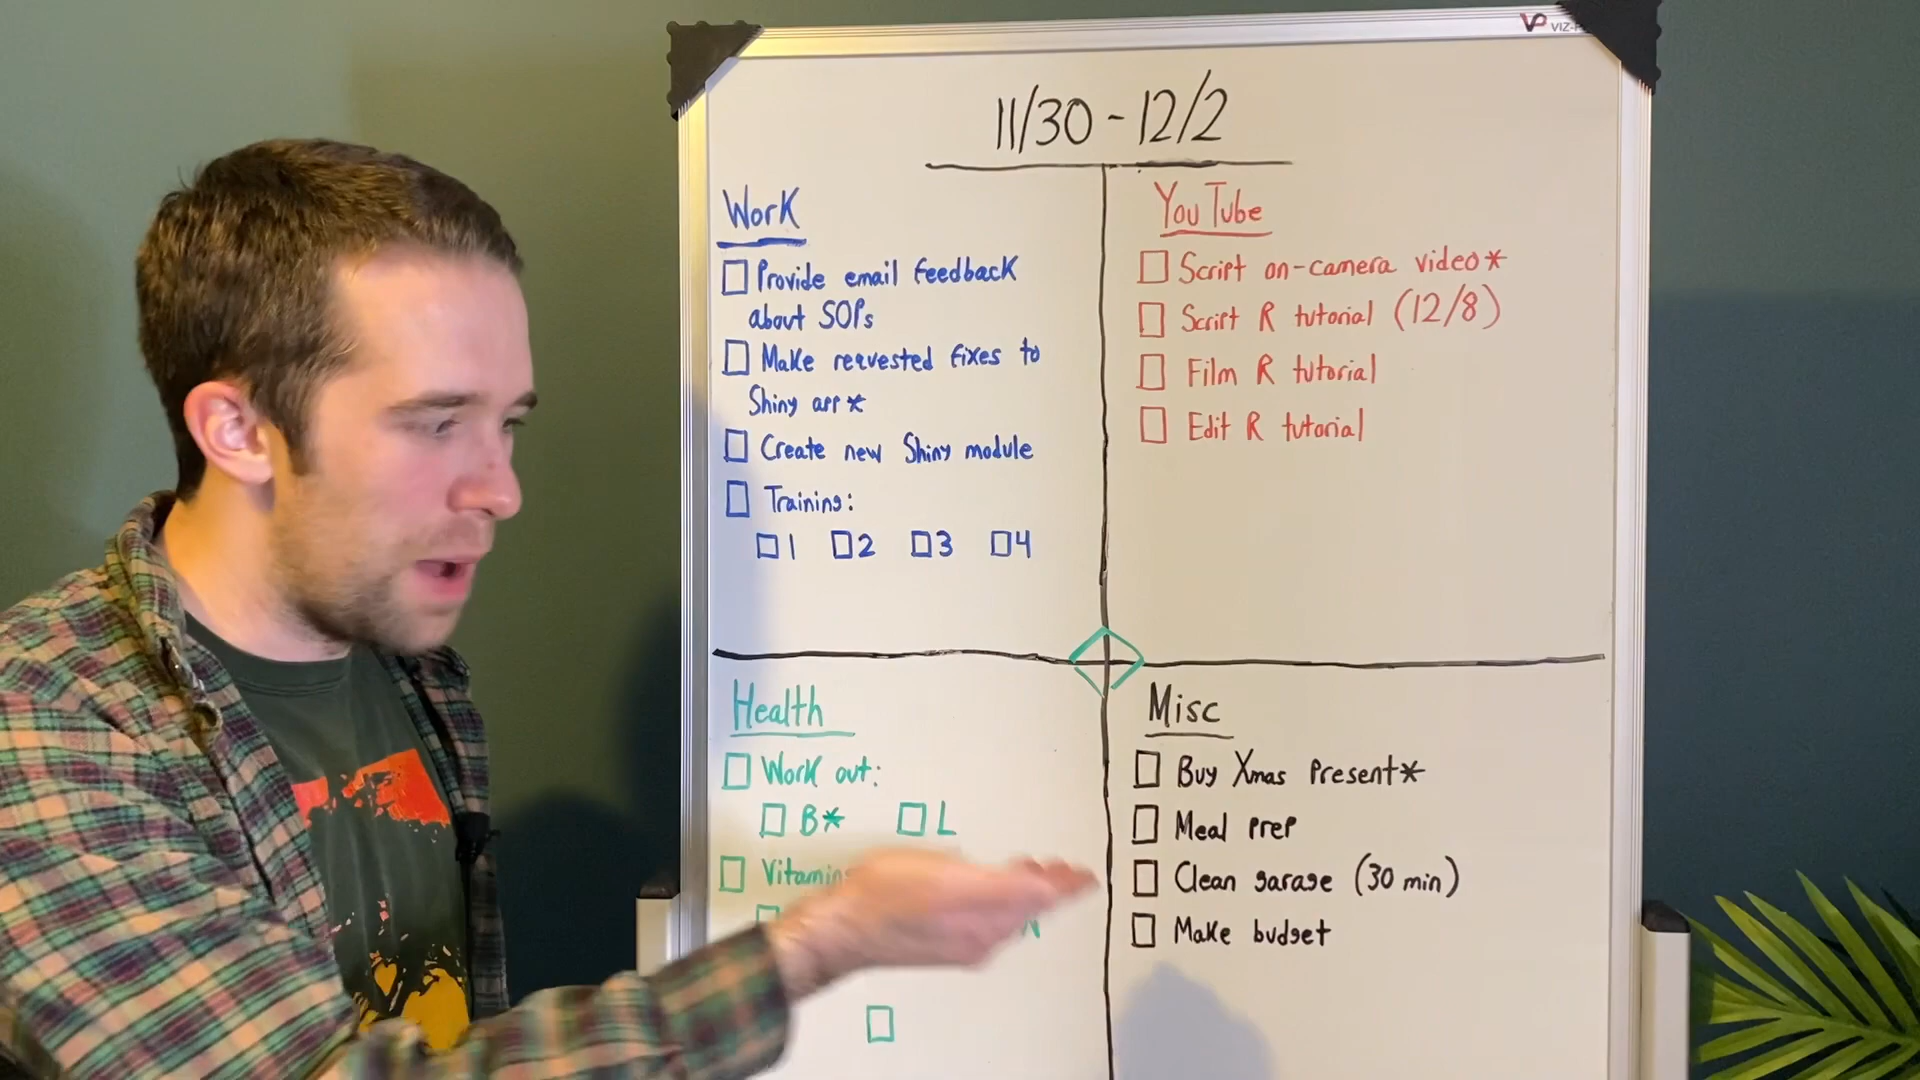 11/30 - 12/2
Work
Provide email feedback
about SOPs
Make requested fixes to
Shiny app*
Create new Shiny module
Training:
1 2 3 4
YouTube
Script on-camera video*
Script R tutorial (12/8)
Film R tutorial
Edit R tutorial
Health
Work out:
B* L
Vitamins
Misc
Buy Xmas present*
Meal prep
Clean garage (30 min)
Make budget